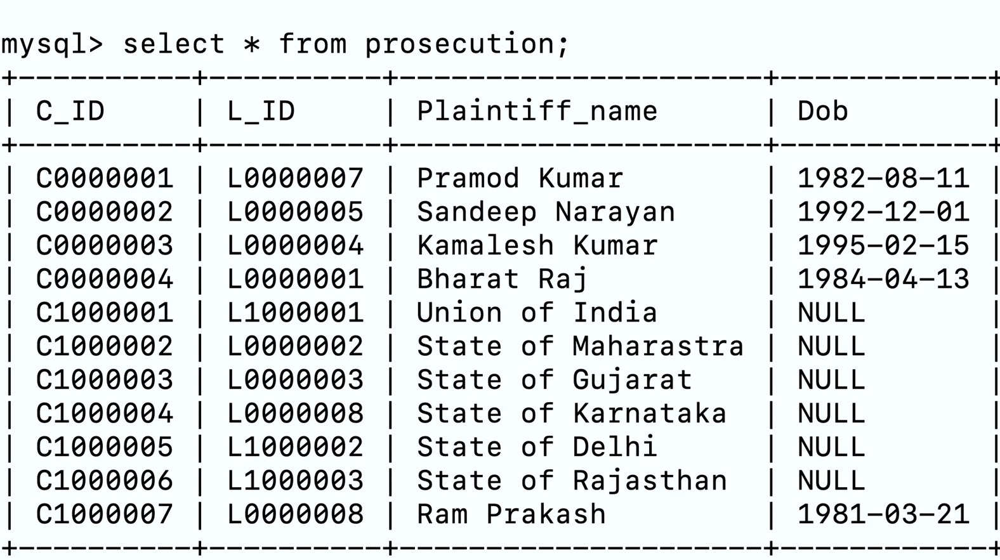 mysql> select * from prosecution;
+----------+----------+---------------------+------------+
| C_ID     | L_ID     | Plaintiff_name      | Dob        |
+----------+----------+---------------------+------------+
| C0000001 | L0000007 | Pramod Kumar        | 1982-08-11 |
| C0000002 | L0000005 | Sandeep Narayan     | 1992-12-01 |
| C0000003 | L0000004 | Kamalesh Kumar      | 1995-02-15 |
| C0000004 | L0000001 | Bharat Raj          | 1984-04-13 |
| C1000001 | L1000001 | Union of India      | NULL       |
| C1000002 | L0000002 | State of Maharastra | NULL       |
| C1000003 | L0000003 | State of Gujarat    | NULL       |
| C1000004 | L0000008 | State of Karnataka  | NULL       |
| C1000005 | L1000002 | State of Delhi      | NULL       |
| C1000006 | L1000003 | State of Rajasthan  | NULL       |
| C1000007 | L0000008 | Ram Prakash         | 1981-03-21 |
+----------+----------+---------------------+------------+